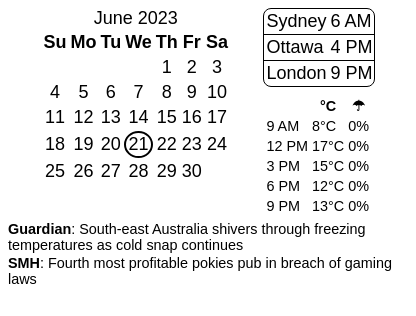 June 2023
Su Mo Tu We Th Fr Sa
1 2 3
4 5 6 7 8 9 10
11 12 13 14 15 16 17
18 19 20 21 22 23 24
25 26 27 28 29 30
Sydney 6 AM
Ottawa 4 PM
London 9 PM
°C ☂
9 AM 8°C 0%
12 PM 17°C 0%
3 PM 15°C 0%
6 PM 12°C 0%
9 PM 13°C 0%
Guardian: South-east Australia shivers through freezing
temperatures as cold snap continues
SMH: Fourth most profitable pokies pub in breach of gaming
laws